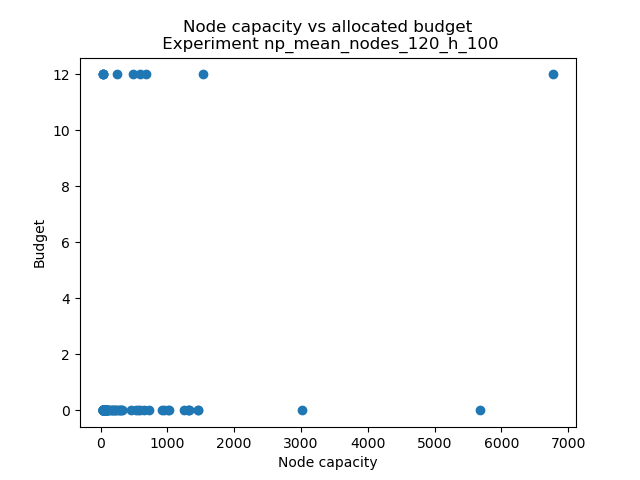 Node capacity vs allocated budget
Experiment np_mean_nodes_120_h_100
12
10
8
6
4
2
0
Budget
0 1000 2000 3000 4000 5000 6000 7000
Node capacity